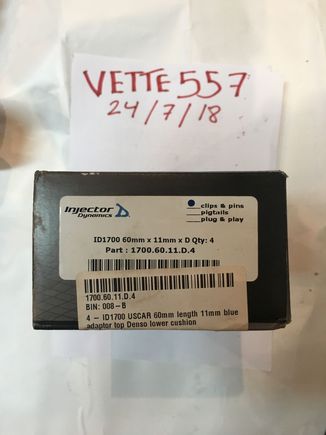 VETTE557
24/7/18
Injector
Dynamics
clips & pins
pigtails
plug & play
ID1700 60mm x 11mm x D Qty: 4
Part : 1700.60.11.D.4
1700.60.11.D.4
BIN: 008-B
4 - ID1700 USCAR 60mm length 11mm blue
adaptor top Denso lower cushion